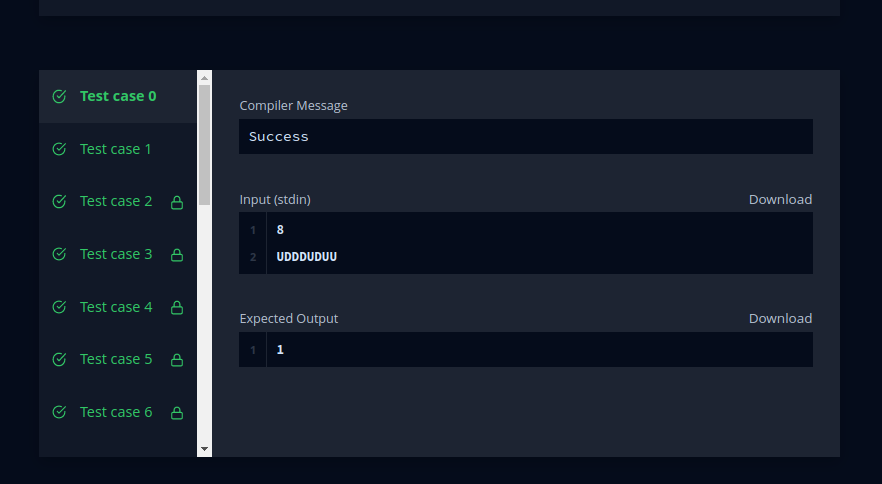 Test case 0
Test case 1
Test case 2
Test case 3
Test case 4
Test case 5
Test case 6
Compiler Message
Success
Input (stdin)
Download
1 8
2 UDDDUDUU
Expected Output
Download
1 1